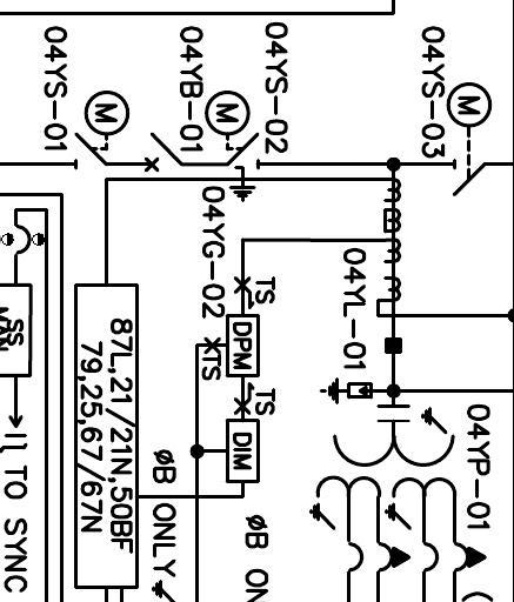 04YS-01
M
04YB-01
M
04YS-02
04YS-03
M
04YG-02
TS
DPM
TS
TS
DIM
04YL-01
04YP-01
87L,21/21N,50BF
79,25,67/67N
SS
TO SYNC
ØB ONLY
ØB ON